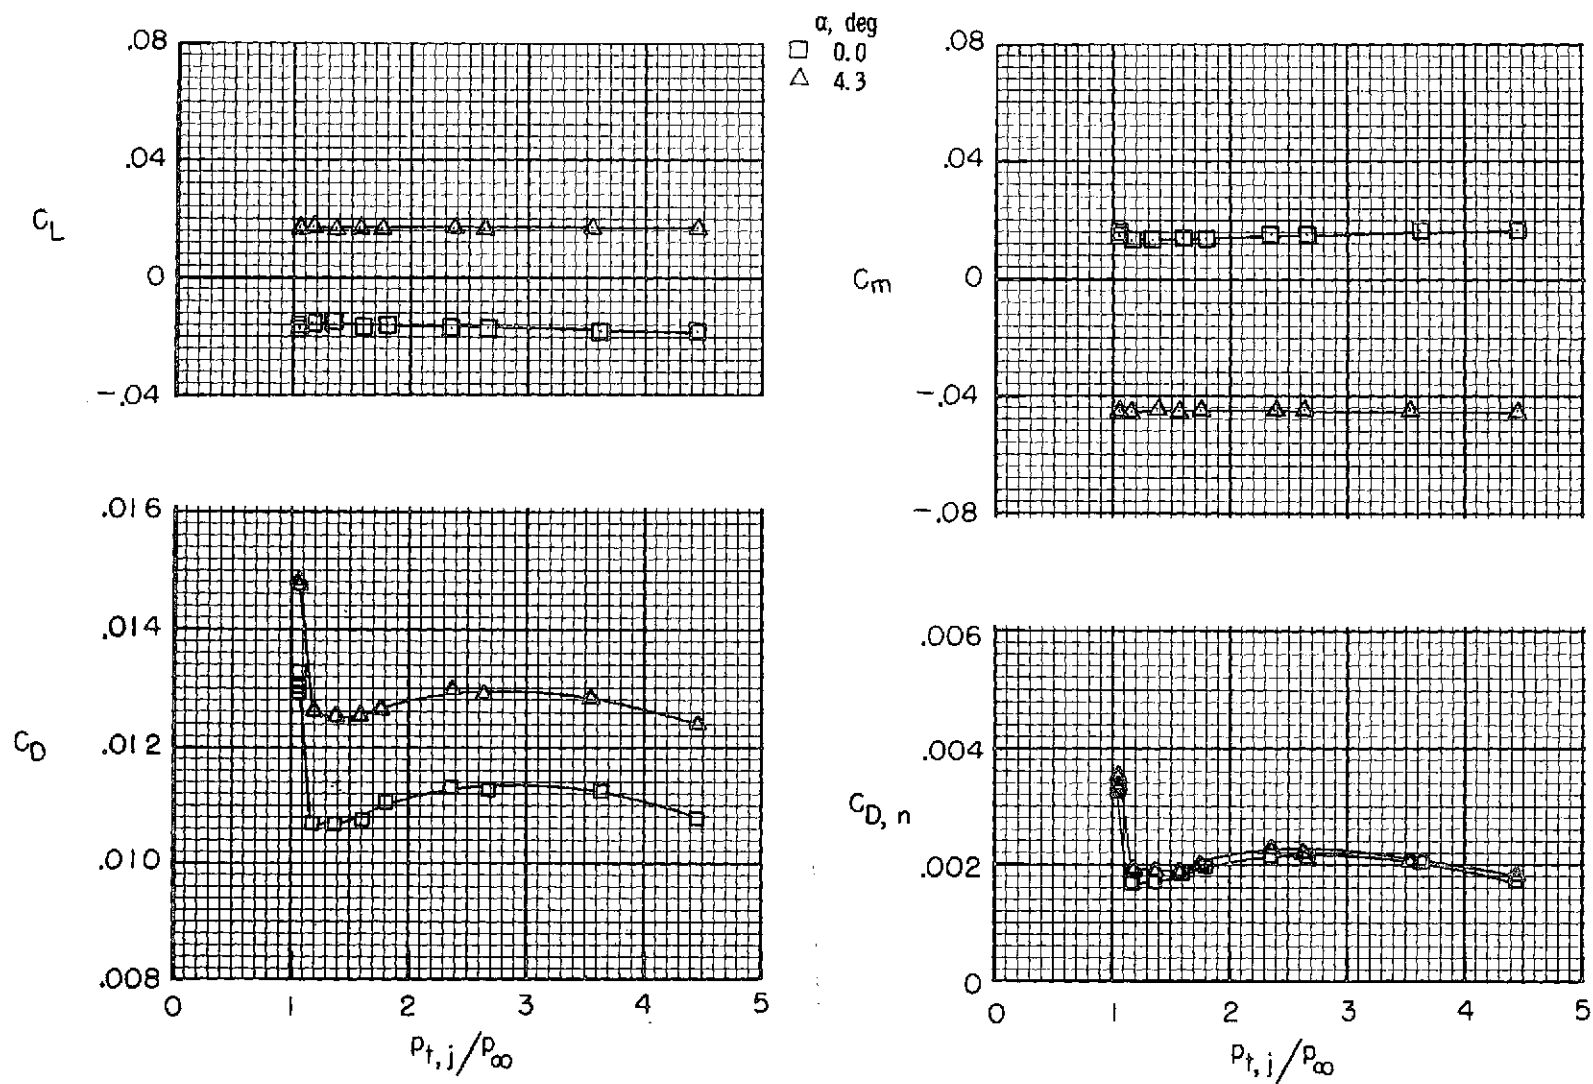 α, deg
□ 0.0
△ 4.3
.08
.04
0
-.04
C_L
.08
.04
0
-.04
-.08
C_m
.016
.014
.012
.010
.008
C_D
0 1 2 3 4 5
p_t,j/p_∞
.006
.004
.002
0
C_D,n
0 1 2 3 4 5
p_t,j/p_∞